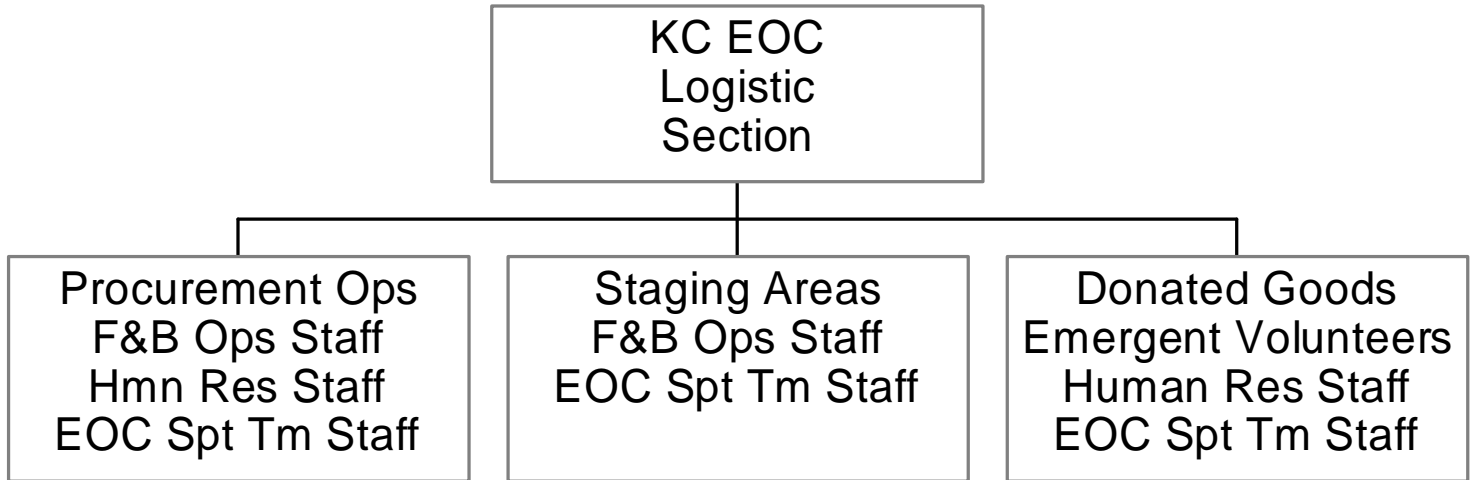 KC EOC
Logistic
Section
Procurement Ops
F&B Ops Staff
Hmn Res Staff
EOC Spt Tm Staff
Staging Areas
F&B Ops Staff
EOC Spt Tm Staff
Donated Goods
Emergent Volunteers
Human Res Staff
EOC Spt Tm Staff